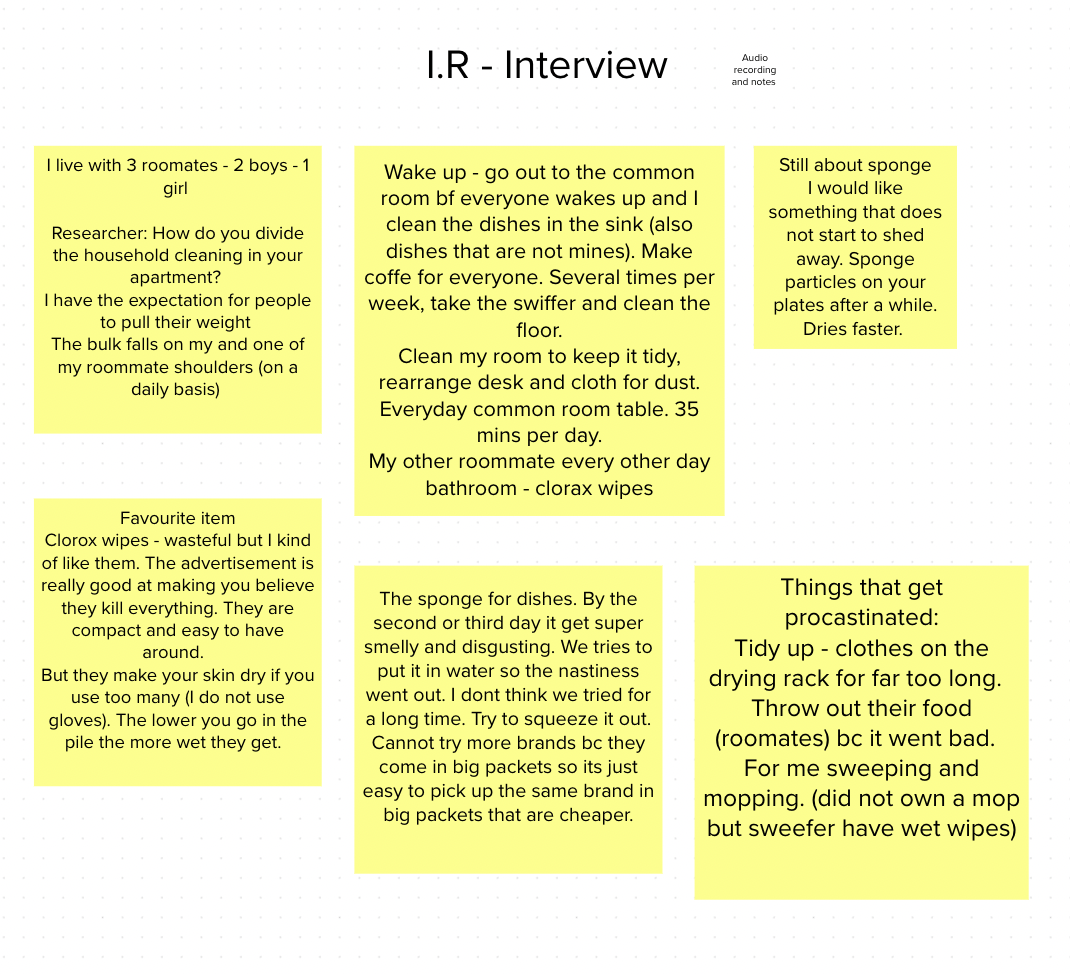 I.R - Interview
Audio
recording
and notes
I live with 3 roomates - 2 boys - 1
girl
Researcher: How do you divide
the household cleaning in your
apartment?
I have the expectation for people
to pull their weight
The bulk falls on my and one of
my roommate shoulders (on a
daily basis)
Wake up - go out to the common
room bf everyone wakes up and I
clean the dishes in the sink (also
dishes that are not mines). Make
coffe for everyone. Several times per
week, take the swiffer and clean the
floor.
Clean my room to keep it tidy,
rearrange desk and cloth for dust.
Everyday common room table. 35
mins per day.
My other roommate every other day
bathroom - clorax wipes
Still about sponge
I would like
something that does
not start to shed
away. Sponge
particles on your
plates after a while.
Dries faster.
Favourite item
Clorox wipes - wasteful but I kind
of like them. The advertisement is
really good at making you believe
they kill everything. They are
compact and easy to have
around.
But they make your skin dry if you
use too many (I do not use
gloves). The lower you go in the
pile the more wet they get.
The sponge for dishes. By the
second or third day it get super
smelly and disgusting. We tries to
put it in water so the nastiness
went out. I dont think we tried for
a long time. Try to squeeze it out.
Cannot try more brands bc they
come in big packets so its just
easy to pick up the same brand in
big packets that are cheaper.
Things that get
procastinated:
Tidy up - clothes on the
drying rack for far too long.
Throw out their food
(roomates) bc it went bad.
For me sweeping and
mopping. (did not own a mop
but sweefer have wet wipes)